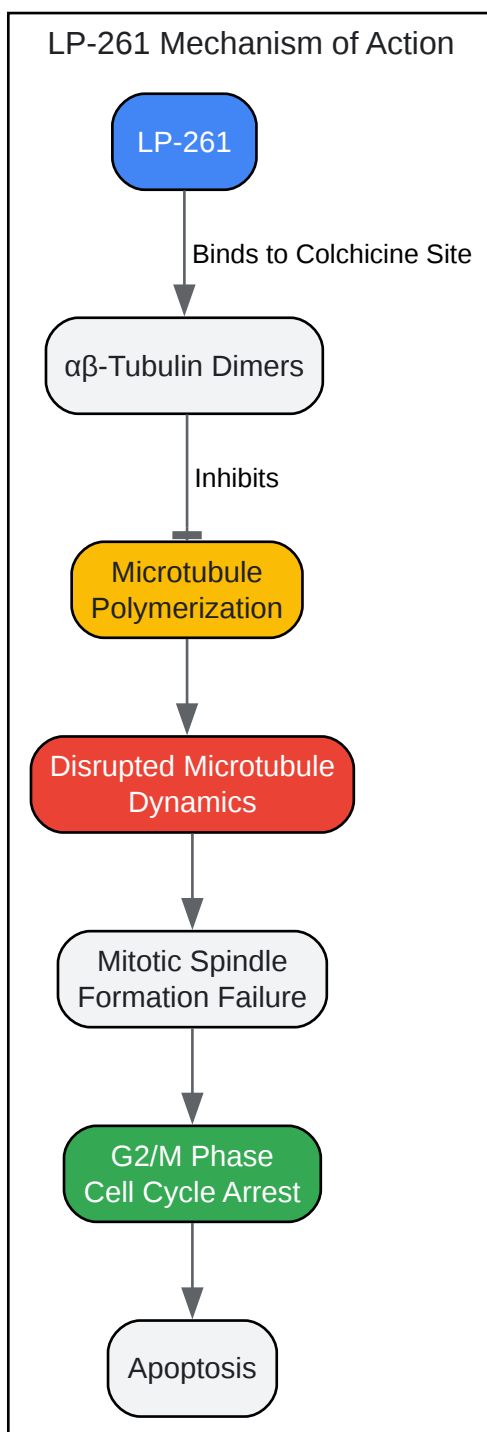 LP-261 Mechanism of Action
LP-261
Binds to Colchicine Site
αβ-Tubulin Dimers
Inhibits
Microtubule
Polymerization
Disrupted Microtubule
Dynamics
Mitotic Spindle
Formation Failure
G2/M Phase
Cell Cycle Arrest
Apoptosis